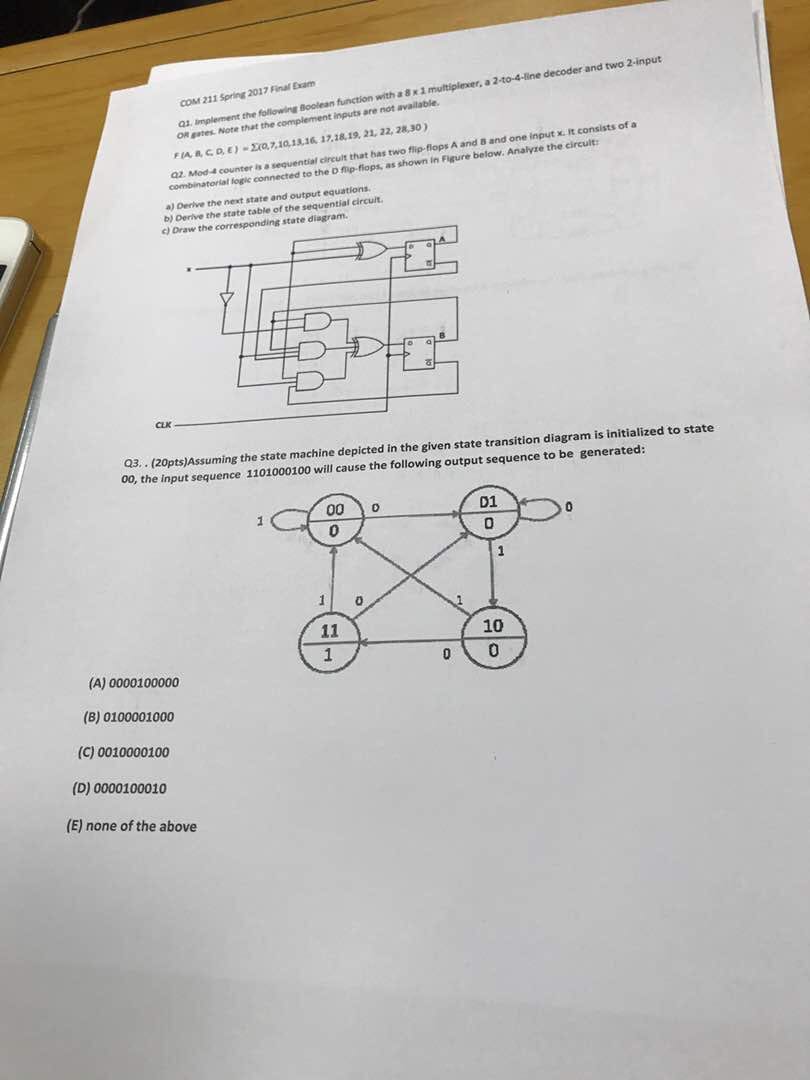 COM 211 Spring 2017 Final Exam
Q1. Implement the following Boolean function with a 8 x 1 multiplexer, a 2-to-4-line decoder and two 2-input
OR gates. Note that the complement inputs are not available.
F (A, B, C, D, E ) = Σ(0,7,10,13,16, 17,18,19, 21, 22, 28,30 )
Q2. Mod-4 counter is a sequential circuit that has two flip-flops A and B and one input x. It consists of a
combinatorial logic connected to the D flip-flops, as shown in Figure below. Analyze the circuit:
a) Derive the next state and output equations.
b) Derive the state table of the sequential circuit.
c) Draw the corresponding state diagram.
A
D Q
Q
x
B
D Q
Q
CLK
Q3. . (20pts)Assuming the state machine depicted in the given state transition diagram is initialized to state
00, the input sequence 1101000100 will cause the following output sequence to be generated:
1 00 0 01 0
0 0
1
1 0 1
11 10
1 0 0
(A) 0000100000
(B) 0100001000
(C) 0010000100
(D) 0000100010
(E) none of the above